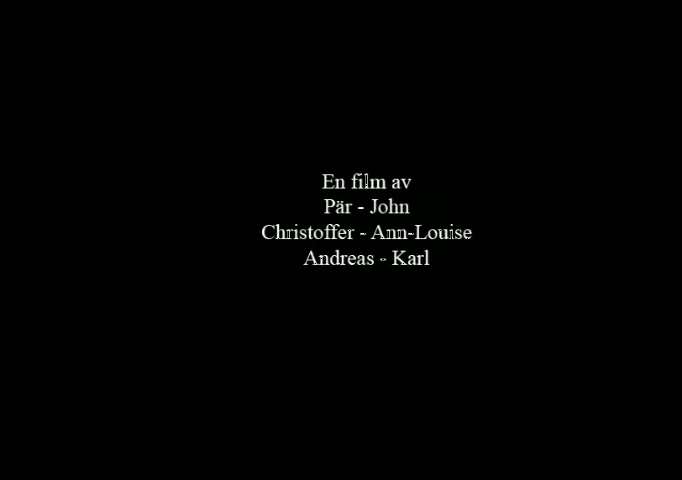 En film av
Pär - John
Christoffer - Ann-Louise
Andreas - Karl